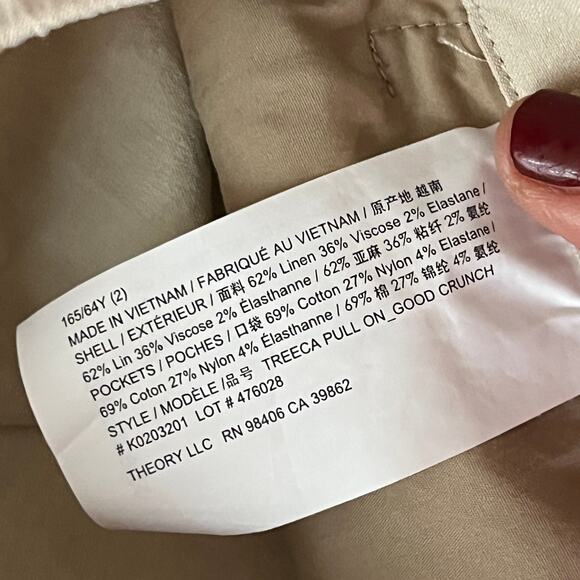 165/64Y (2)
MADE IN VIETNAM / FABRIQUÉ AU VIETNAM / 原产地 越南
SHELL / EXTÉRIEUR / 面料 62% Linen 36% Viscose 2% Elastane /
62% Lin 36% Viscose 2% Élasthanne / 62% 亚麻 36% 粘纤 2% 氨纶
POCKETS / POCHES / 口袋 69% Cotton 27% Nylon 4% Elastane /
69% Coton 27% Nylon 4% Élasthanne / 69% 棉 27% 锦纶 4% 氨纶
STYLE / MODÈLE /品号 TREECA PULL ON_GOOD CRUNCH
# K0203201 LOT # 476028
THEORY LLC RN 98406 CA 39862